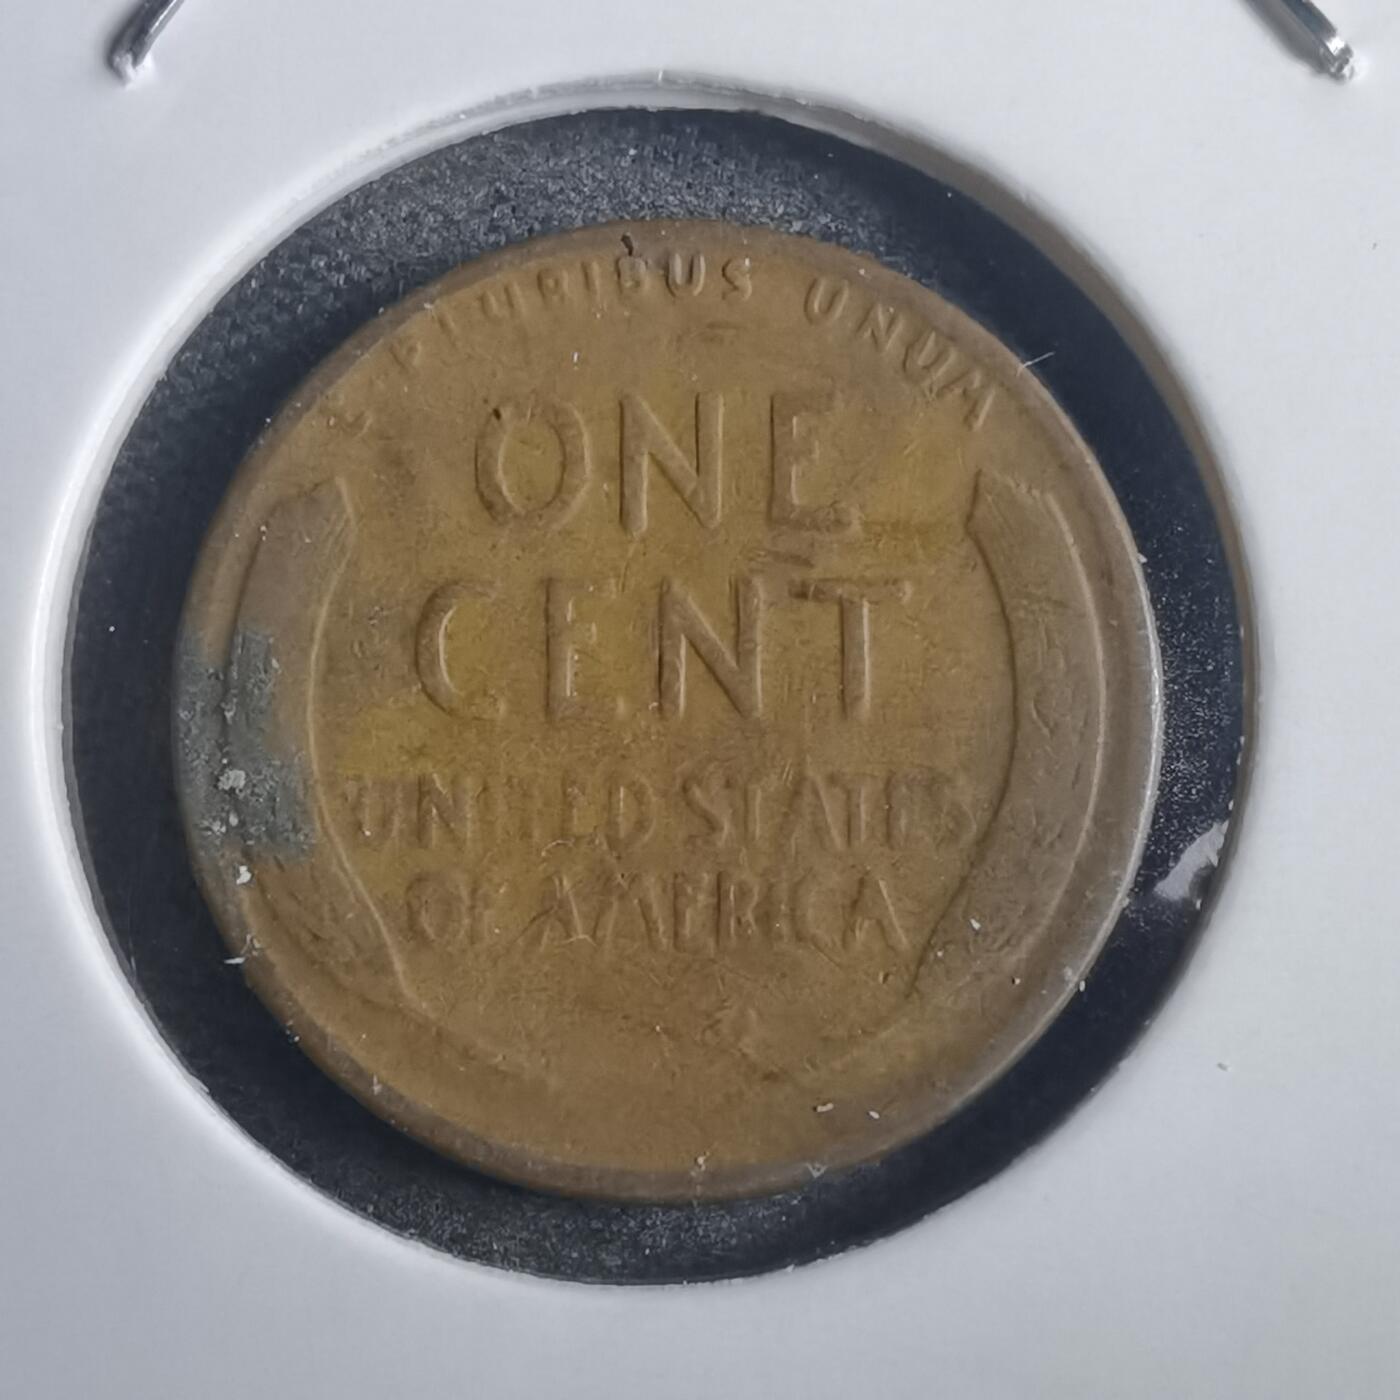 E PLURIBUS UNUM
ONE
CENT
UNITED STATES
OF AMERICA